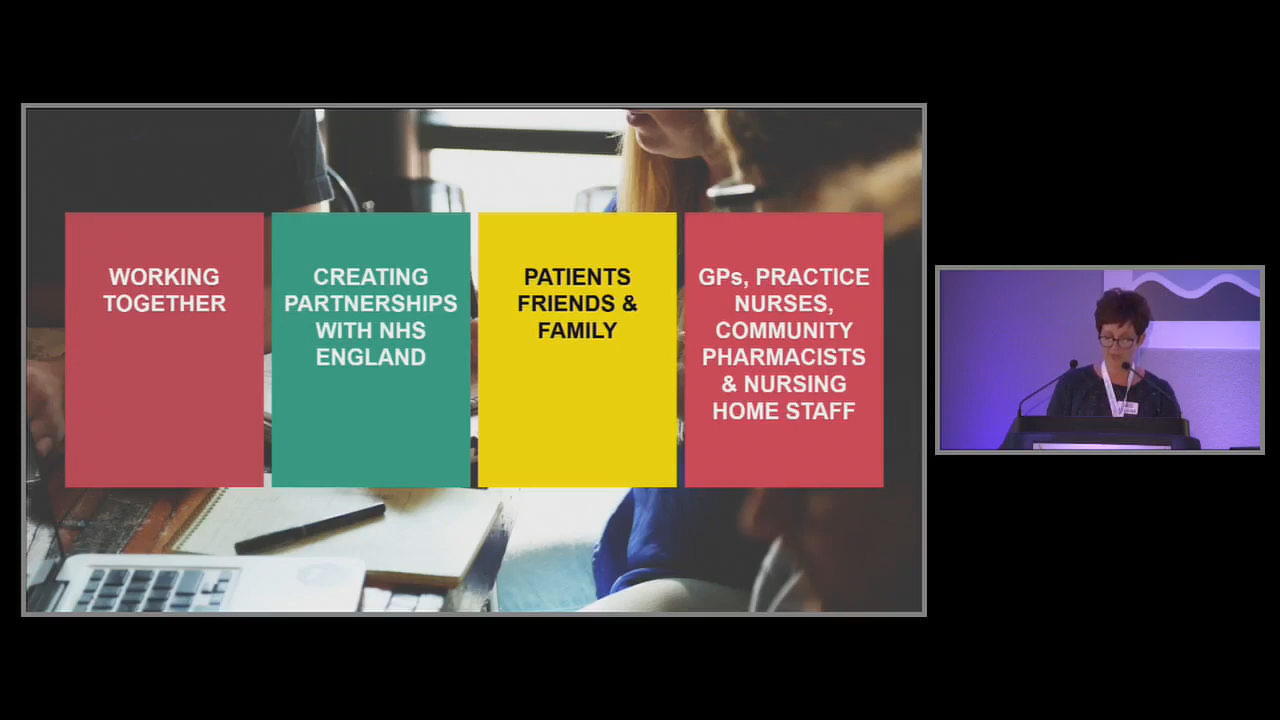 WORKING
TOGETHER
CREATING
PARTNERSHIPS
WITH NHS
ENGLAND
PATIENTS
FRIENDS &
FAMILY
GPs, PRACTICE
NURSES,
COMMUNITY
PHARMACISTS
& NURSING
HOME STAFF